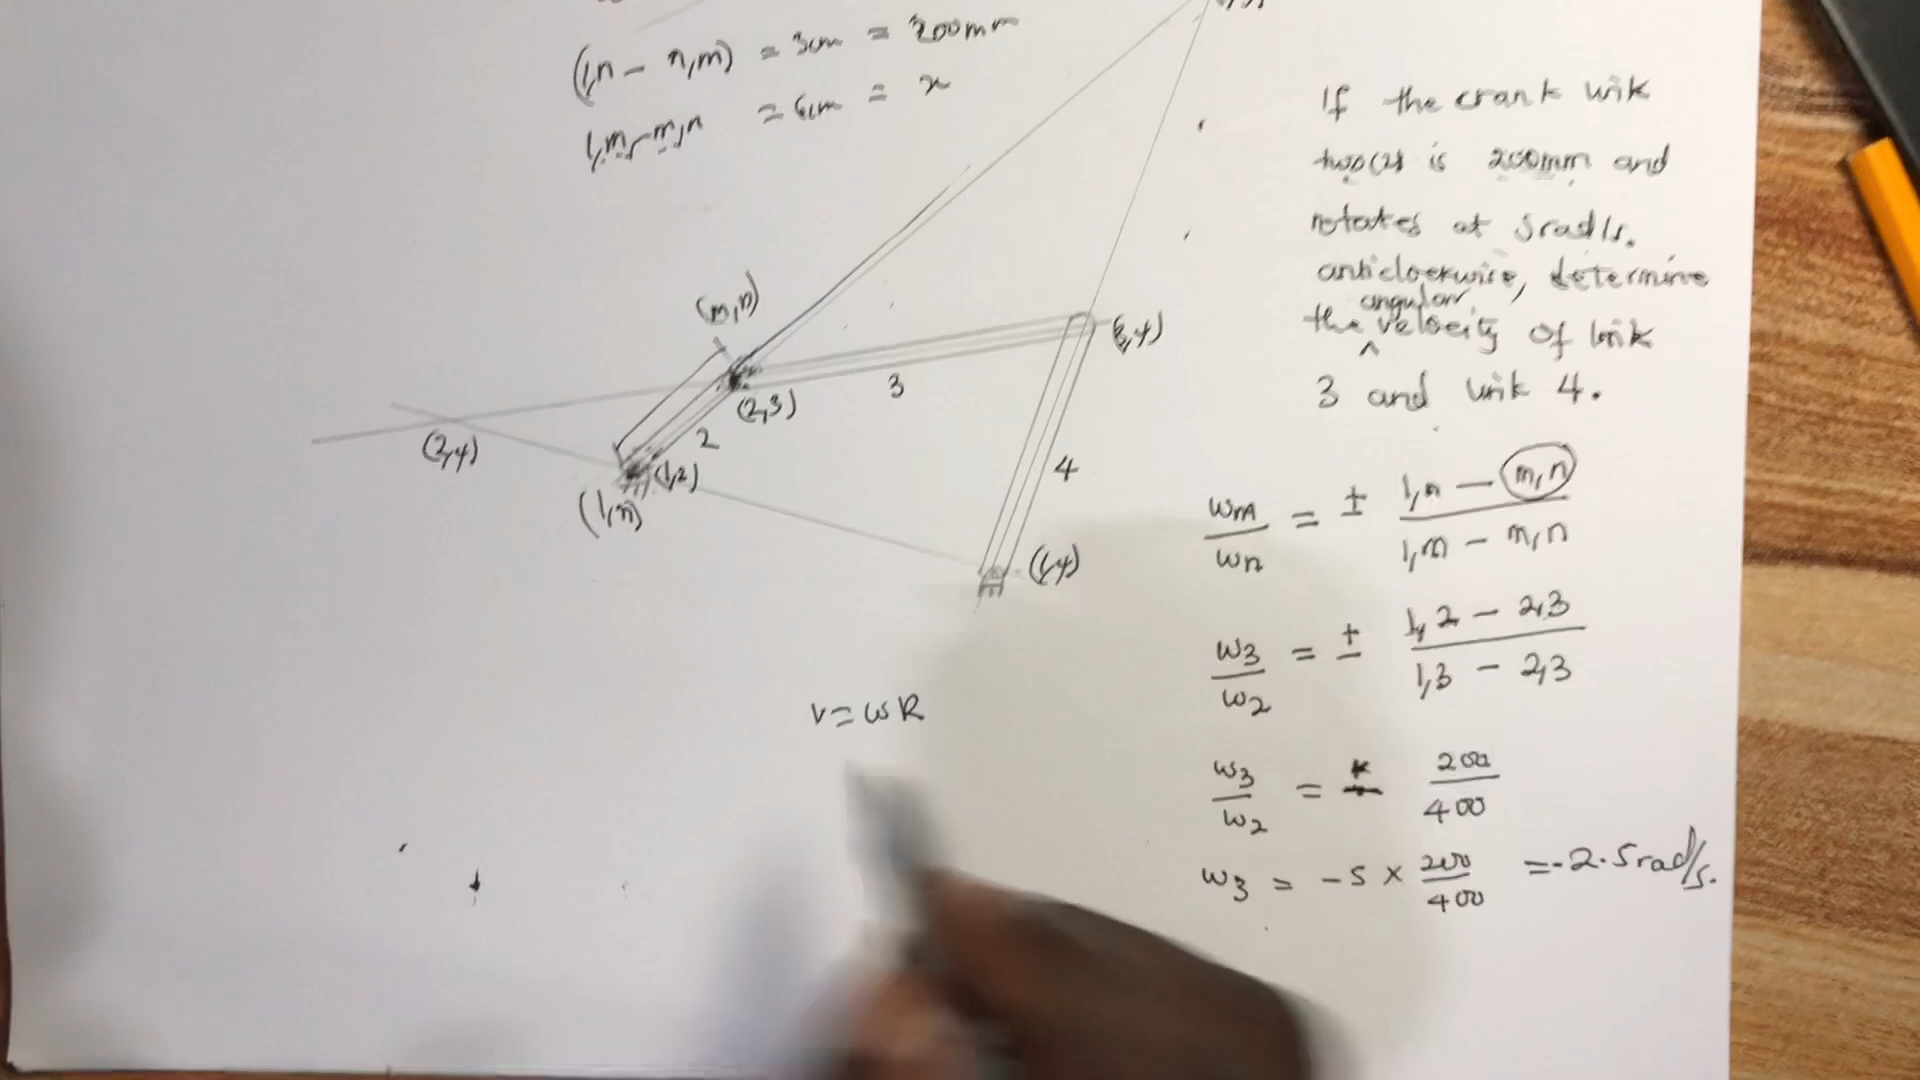 (1,n - n,m) = 3cm = 200mm
1,m - m,n = 6cm = x
If the crank link
two (2) is 200mm and
rotates at 5rad/s.
anticlockwise, determine
angular
the ^ velocity of link
3 and link 4.
(m,n)
(3,4)
(2,3)
3
(2,4)
2
(1,2)
(1,n)
4
(1,4)
ωm/ωn = ± 1,n - m,n / 1,m - m,n
ω3/ω2 = ± 1,2 - 2,3 / 1,3 - 2,3
V = ωR
ω3/ω2 = - 200/400
ω3 = -5 × 200/400 = -2.5rad/s.